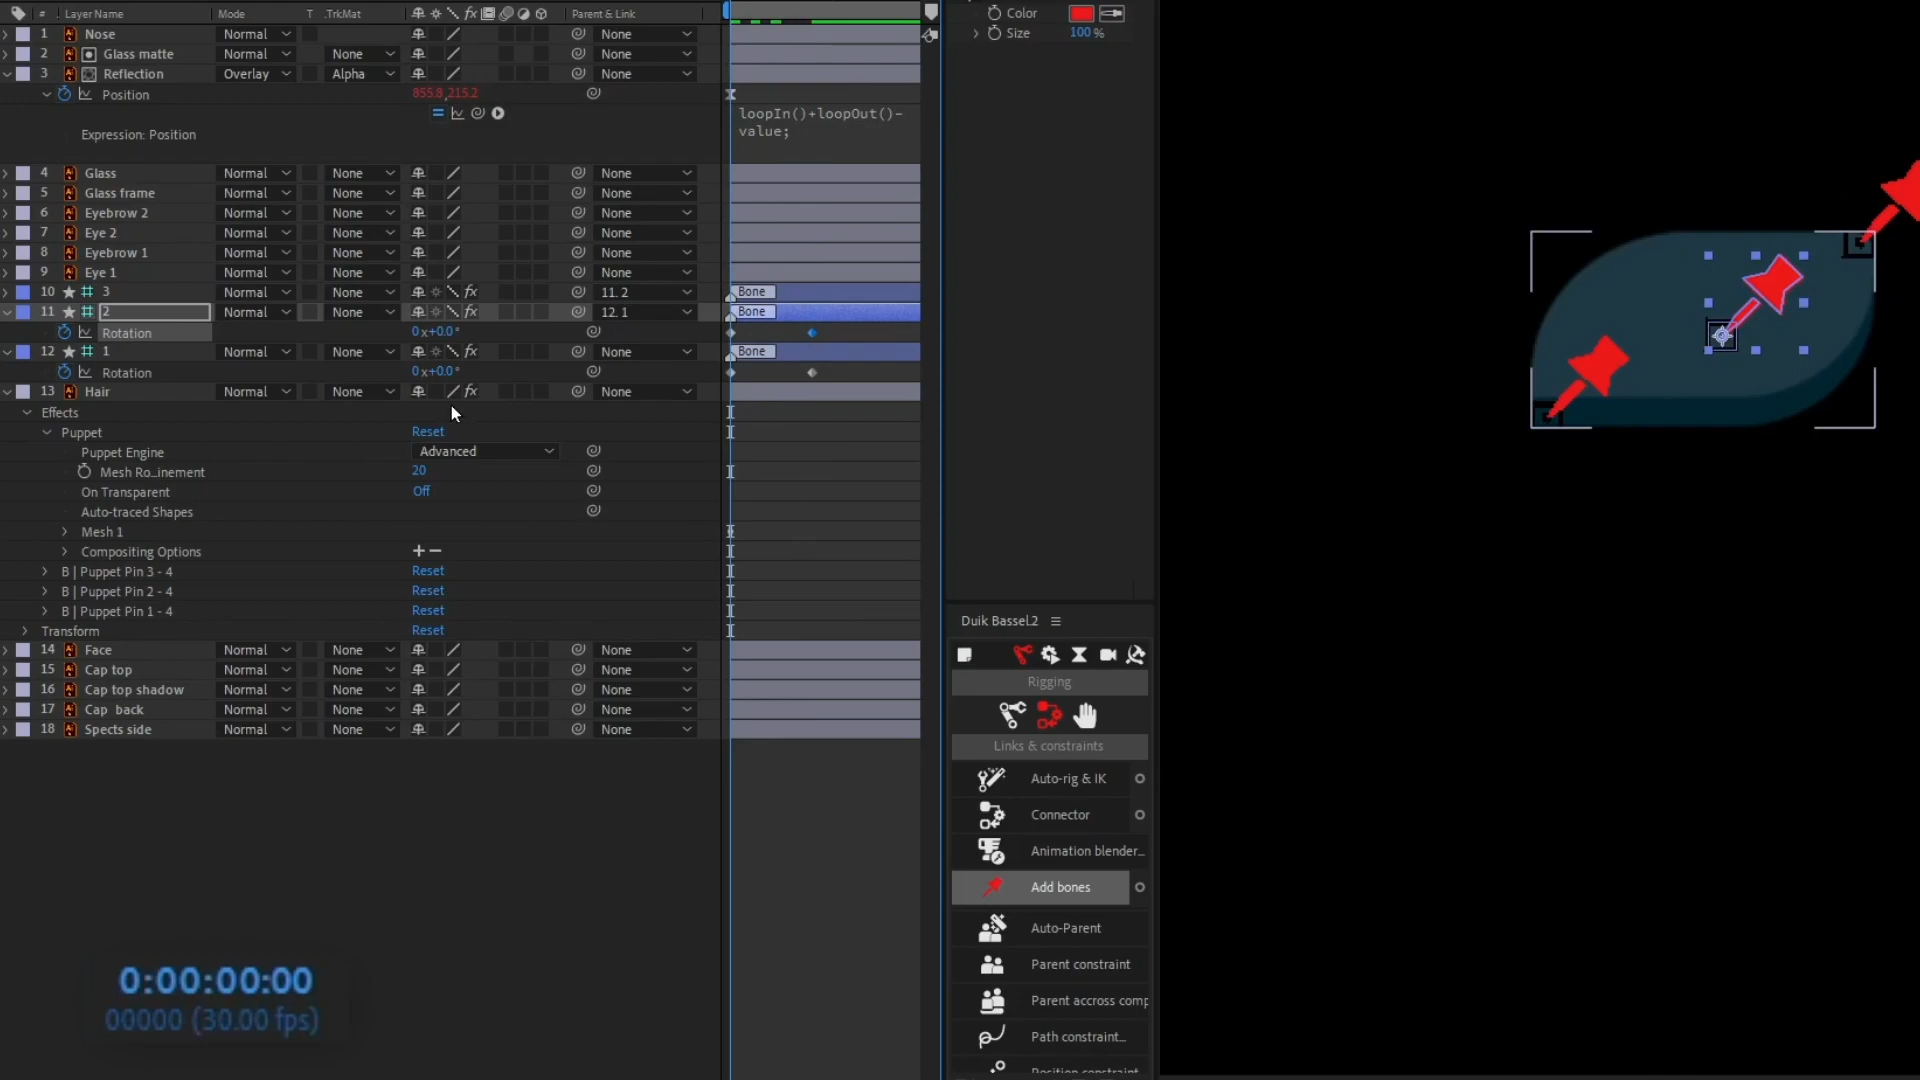 # Layer Name Mode T .TrkMat fx Parent & Link
1 Nose Normal None
2 Glass matte Normal None None
3 Reflection Overlay Alpha None
Position 855.8,215.2
loopIn()+loopOut()-
value;
Expression: Position
4 Glass Normal None None
5 Glass frame Normal None None
6 Eyebrow 2 Normal None None
7 Eye 2 Normal None None
8 Eyebrow 1 Normal None None
9 Eye 1 Normal None None
10 3 Normal None fx 11. 2 Bone
11 2 Normal None fx 12. 1 Bone
Rotation 0x+0.0°
12 1 Normal None fx None Bone
Rotation 0x+0.0°
13 Hair Normal None fx None
Effects
Puppet Reset
Puppet Engine Advanced
Mesh Ro...inement 20
On Transparent Off
Auto-traced Shapes
Mesh 1
Compositing Options +−
B | Puppet Pin 3 - 4 Reset
B | Puppet Pin 2 - 4 Reset
B | Puppet Pin 1 - 4 Reset
Transform Reset
14 Face Normal None None
15 Cap top Normal None None
16 Cap top shadow Normal None None
17 Cap back Normal None None
18 Spects side Normal None None
0:00:00:00
00000 (30.00 fps)
Color
Size 100 %
Duik Bassel.2
Rigging
Links & constraints
Auto-rig & IK
Connector
Animation blender...
Add bones
Auto-Parent
Parent constraint
Parent accross comp
Path constraint...
Position constraint